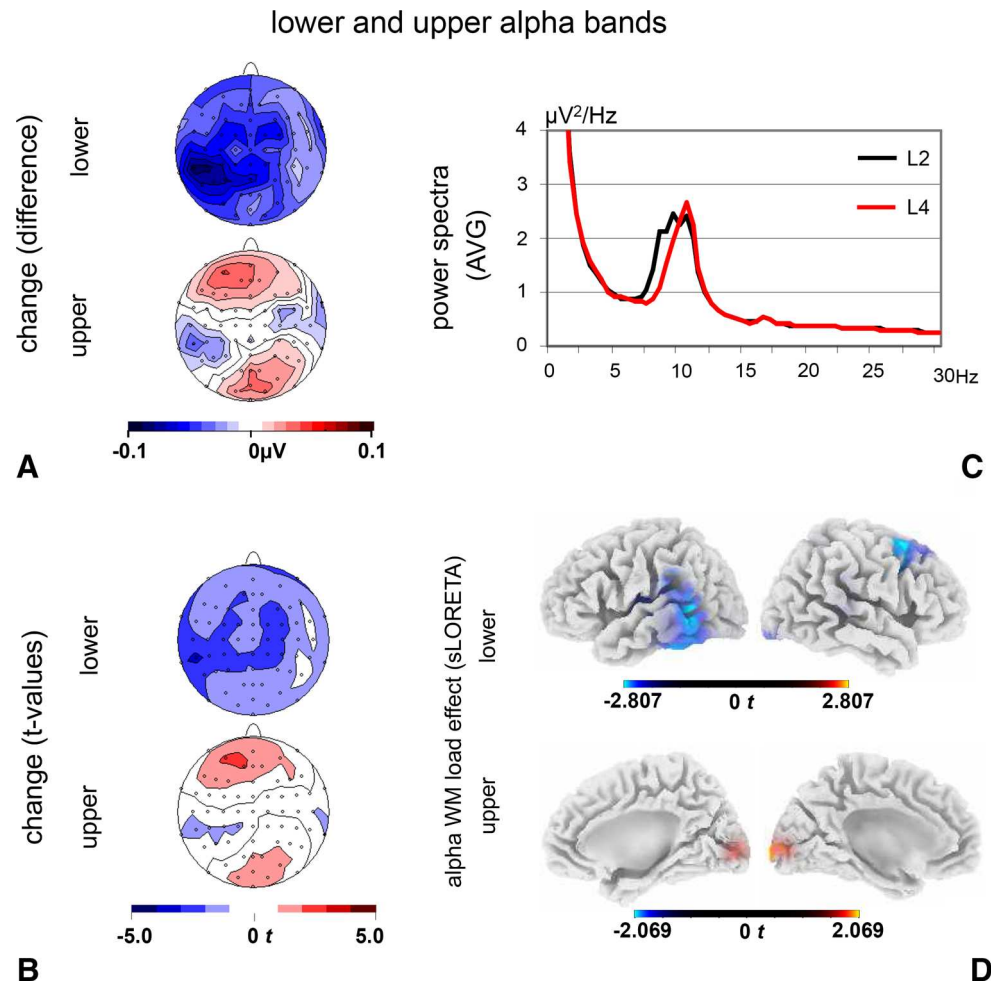 lower and upper alpha bands
change (difference)
lower
upper
-0.1 0µV 0.1
A
µV²/Hz
power spectra
(AVG)
4
3
2
1
0
L2
L4
0 5 10 15 20 25 30Hz
C
change (t-values)
lower
upper
-5.0 0 t 5.0
B
alpha WM load effect (sLORETA)
lower
upper
-2.807 0 t 2.807
-2.069 0 t 2.069
D